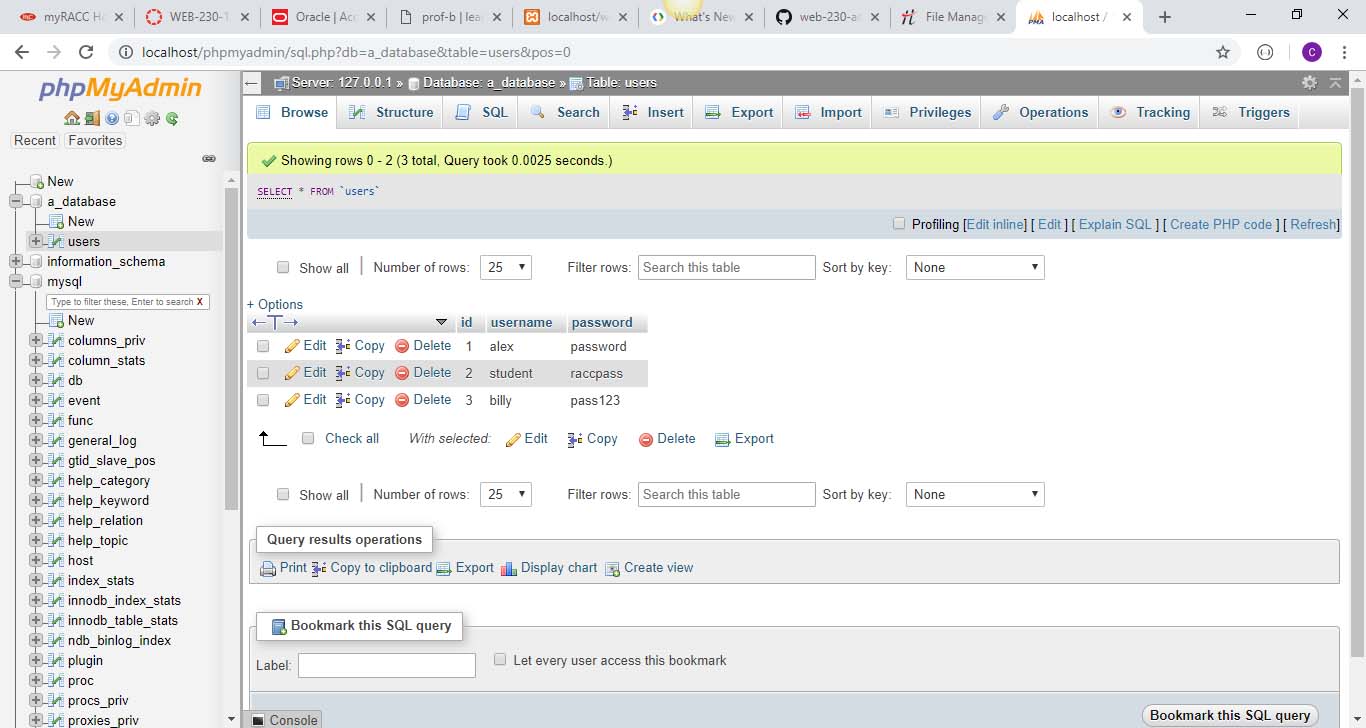 myRACC H
WEB-230-1
Oracle | Acc
prof-b | lea
localhost/w
What's New
web-230-a
File Manag
localhost /
localhost/phpmyadmin/sql.php?db=a_database&table=users&pos=0
C
phpMyAdmin
Recent
Favorites
New
a_database
New
users
information_schema
mysql
Type to filter these, Enter to search X
New
columns_priv
column_stats
db
event
func
general_log
gtid_slave_pos
help_category
help_keyword
help_relation
help_topic
host
index_stats
innodb_index_stats
innodb_table_stats
ndb_binlog_index
plugin
proc
procs_priv
proxies_priv
Server: 127.0.0.1 » Database: a_database » Table: users
Browse Structure SQL Search Insert Export Import Privileges Operations Tracking Triggers
Showing rows 0 - 2 (3 total, Query took 0.0025 seconds.)
SELECT * FROM `users`
Profiling [Edit inline] [ Edit ] [ Explain SQL ] [ Create PHP code ] [ Refresh]
Show all Number of rows: 25 Filter rows: Search this table Sort by key: None
+ Options
←T→ id username password
Edit Copy Delete 1 alex password
Edit Copy Delete 2 student raccpass
Edit Copy Delete 3 billy pass123
Check all With selected: Edit Copy Delete Export
Show all Number of rows: 25 Filter rows: Search this table Sort by key: None
Query results operations
Print Copy to clipboard Export Display chart Create view
Bookmark this SQL query
Label: Let every user access this bookmark
Bookmark this SQL query
Console